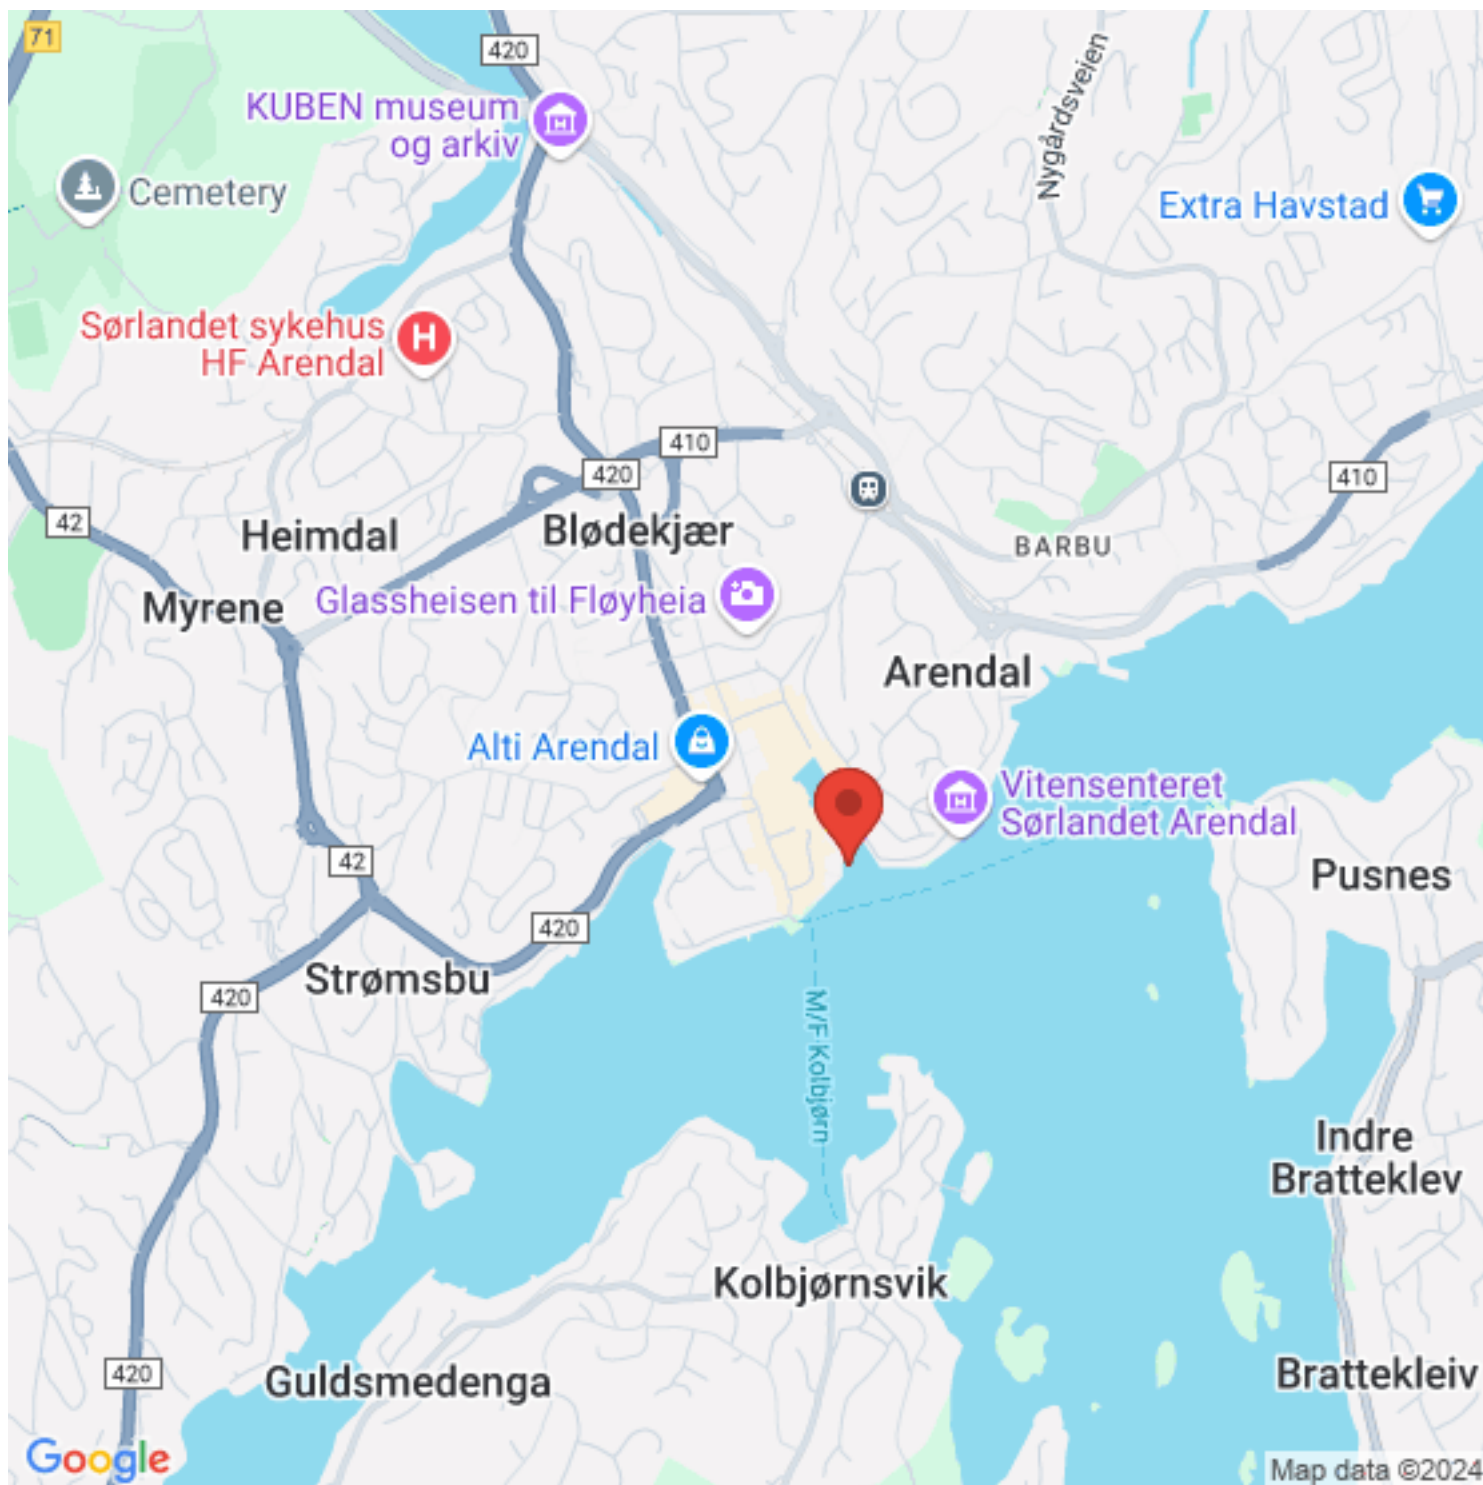 71
420
KUBEN museum
og arkiv
Nygårdsveien
Cemetery
Extra Havstad
Sørlandet sykehus
HF Arendal
410
420
410
42
Heimdal
Blødekjær
BARBU
Glassheisen til Fløyheia
Myrene
Arendal
Alti Arendal
Vitensenteret
Sørlandet Arendal
42
Pusnes
420
Strømsbu
420
M/F Kolbjørn
Indre
Bratteklev
Kolbjørnsvik
420
Guldsmedenga
Brattekleiv
Google
Map data ©2024